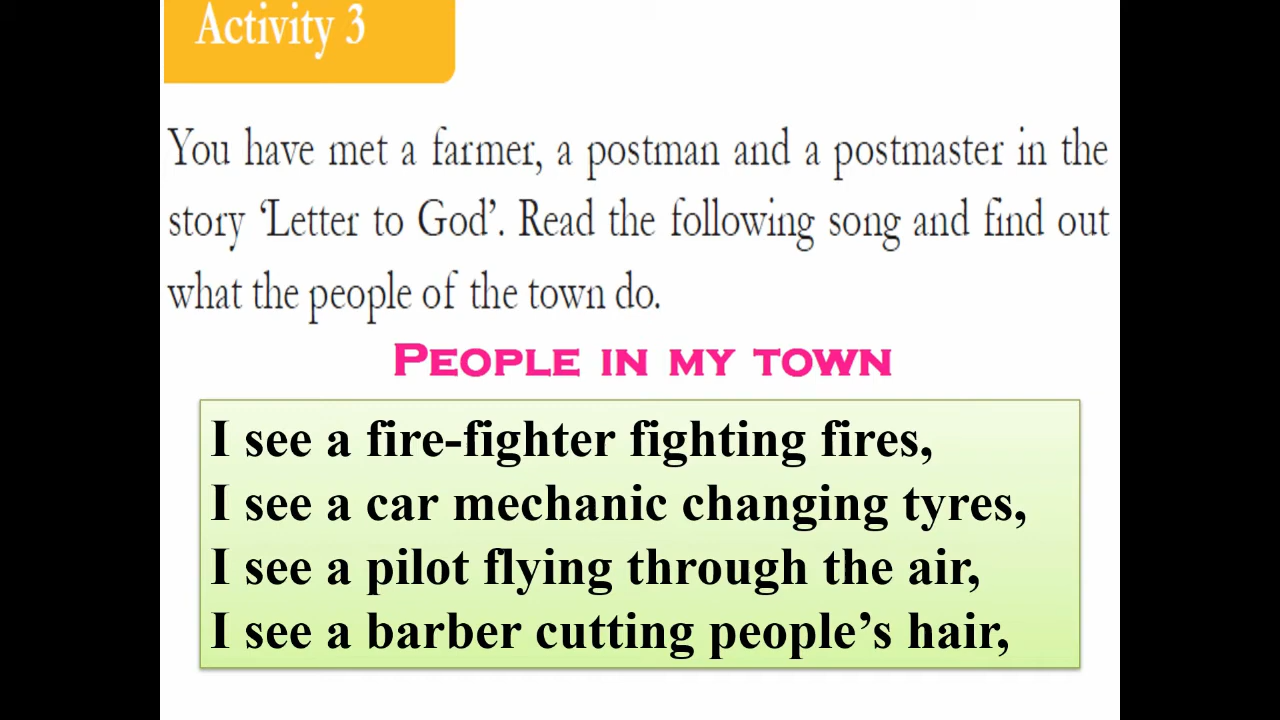 Activity 3
You have met a farmer, a postman and a postmaster in the
story ‘Letter to God’. Read the following song and find out
what the people of the town do.
PEOPLE IN MY TOWN
I see a fire-fighter fighting fires,
I see a car mechanic changing tyres,
I see a pilot flying through the air,
I see a barber cutting people’s hair,